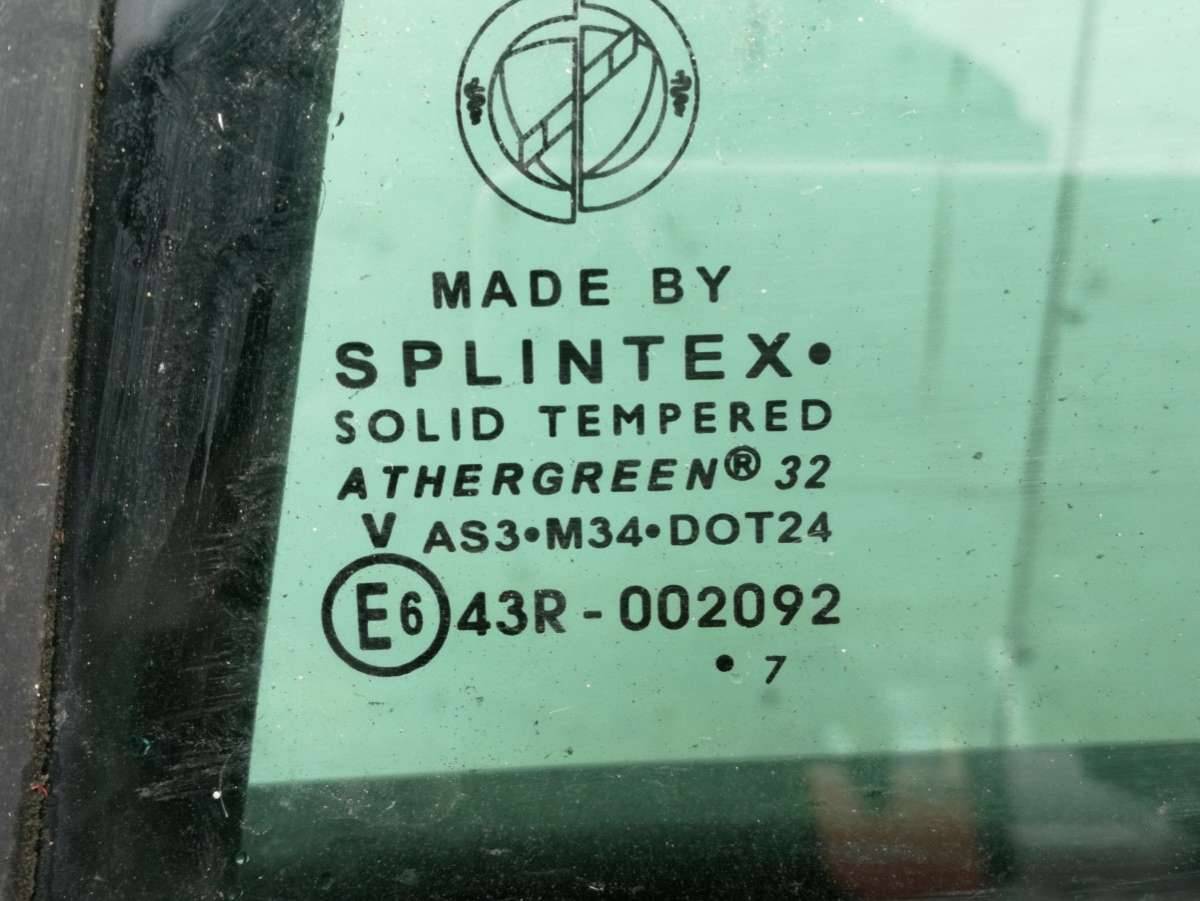 MADE BY
SPLINTEX•
SOLID TEMPERED
ATHERGREEN® 32
V AS3•M34•DOT24
E6 43R-002092
• 7